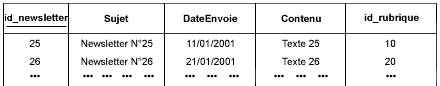 id_newsletter Sujet DateEnvoie Contenu id_rubrique
25 Newsletter N°25 11/01/2001 Texte 25 10
26 Newsletter N°26 21/01/2001 Texte 26 20
••• ••• ••• ••• ••• ••• ••• ••• ••• ••• ••• •••